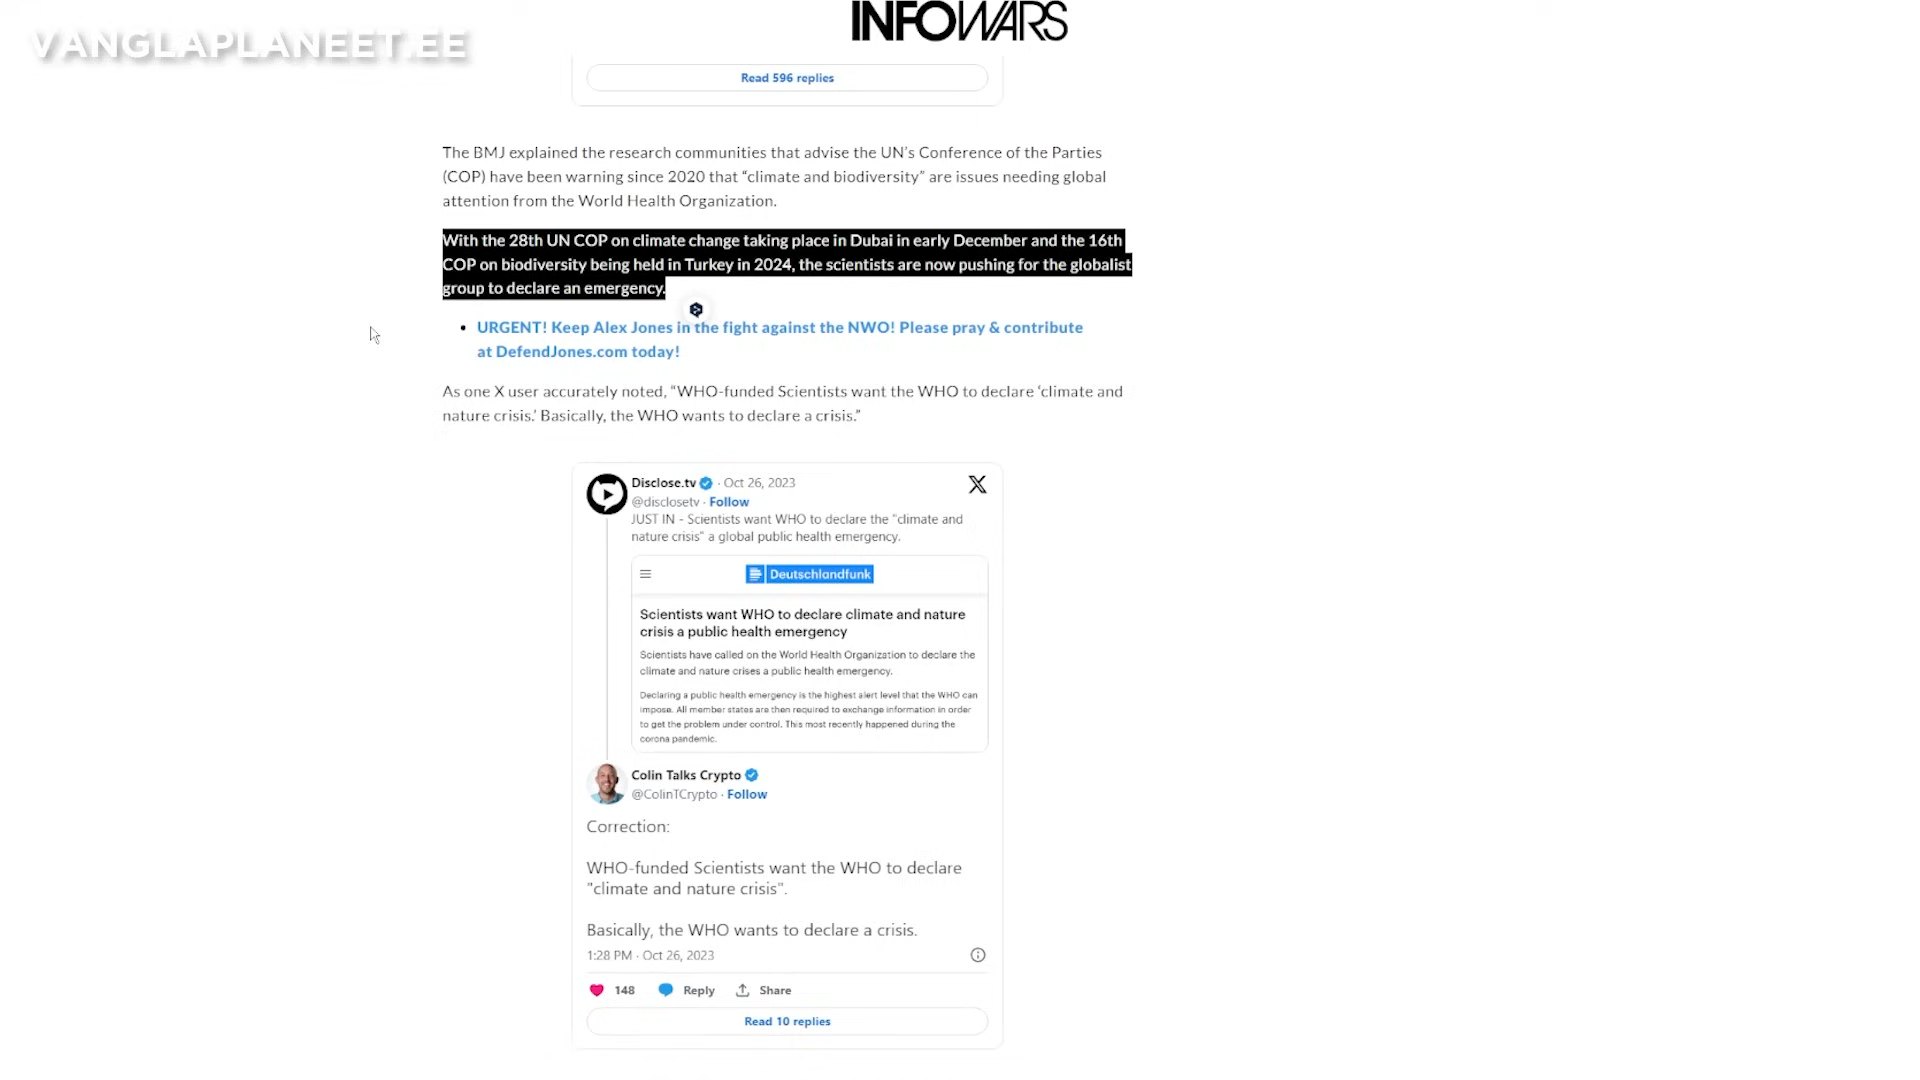 VANGLAPLANEET.EE
INFOWARS
Read 596 replies
The BMJ explained the research communities that advise the UN’s Conference of the Parties
(COP) have been warning since 2020 that “climate and biodiversity” are issues needing global
attention from the World Health Organization.
With the 28th UN COP on climate change taking place in Dubai in early December and the 16th
COP on biodiversity being held in Turkey in 2024, the scientists are now pushing for the globalist
group to declare an emergency.
• URGENT! Keep Alex Jones in the fight against the NWO! Please pray & contribute
at DefendJones.com today!
As one X user accurately noted, “WHO-funded Scientists want the WHO to declare ‘climate and
nature crisis.’ Basically, the WHO wants to declare a crisis.”
Disclose.tv · Oct 26, 2023
@disclosetv · Follow
JUST IN - Scientists want WHO to declare the "climate and
nature crisis" a global public health emergency.
Deutschlandfunk
Scientists want WHO to declare climate and nature
crisis a public health emergency
Scientists have called on the World Health Organization to declare the
climate and nature crises a public health emergency.
Declaring a public health emergency is the highest alert level that the WHO can
impose. All member states are then required to exchange information in order
to get the problem under control. This most recently happened during the
corona pandemic.
Colin Talks Crypto
@ColinTCrypto · Follow
Correction:
WHO-funded Scientists want the WHO to declare
"climate and nature crisis".
Basically, the WHO wants to declare a crisis.
1:28 PM · Oct 26, 2023
148 Reply Share
Read 10 replies